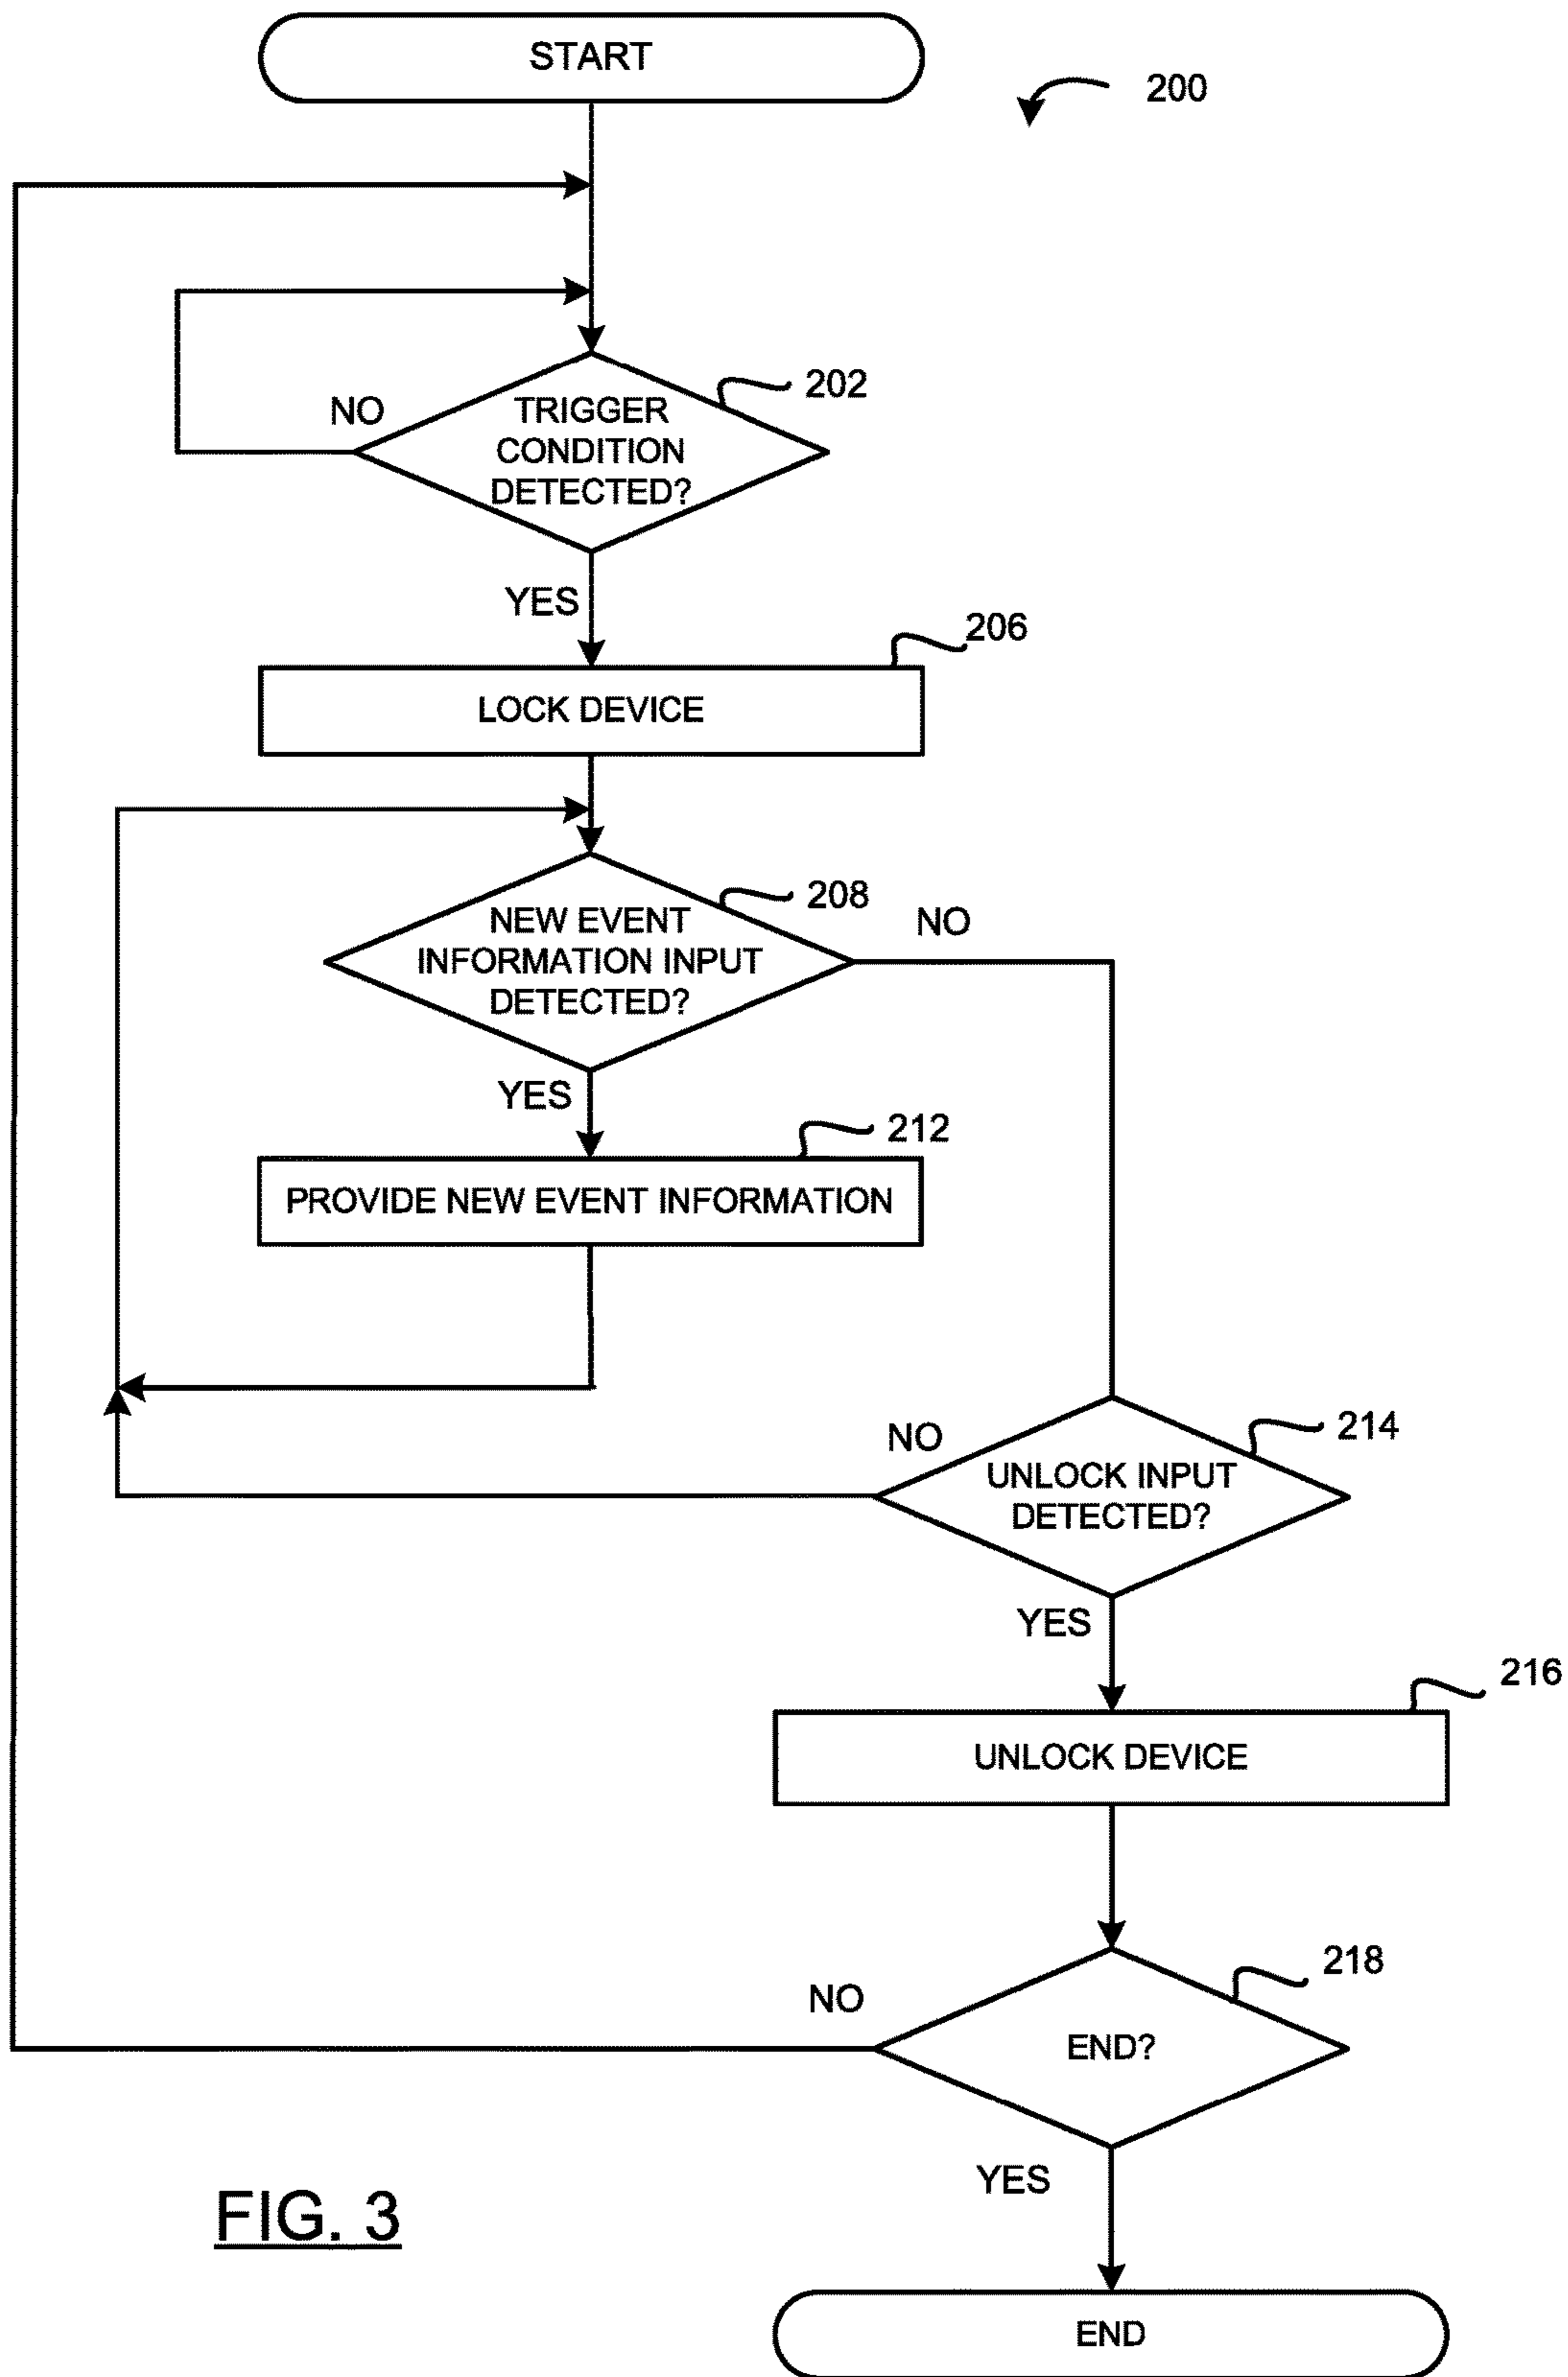 START
200
202
NO
TRIGGER
CONDITION
DETECTED?
YES
206
LOCK DEVICE
208
NO
NEW EVENT
INFORMATION INPUT
DETECTED?
YES
212
PROVIDE NEW EVENT INFORMATION
214
NO
UNLOCK INPUT
DETECTED?
YES
216
UNLOCK DEVICE
218
NO
END?
YES
FIG. 3
END